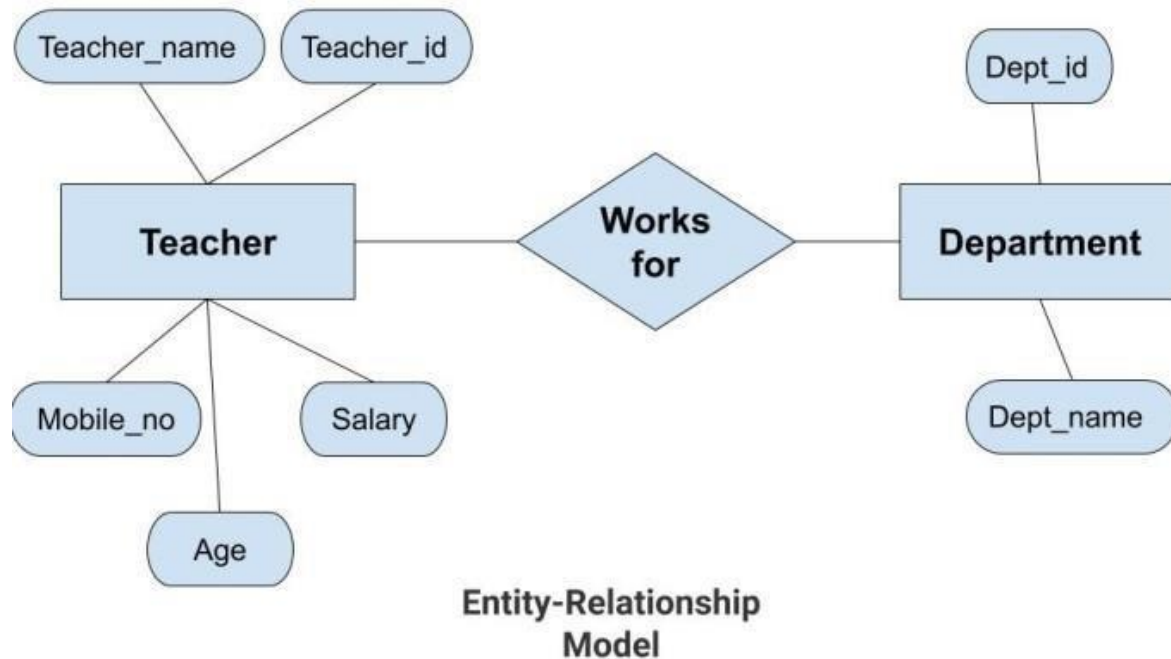 Teacher_name
Teacher_id
Dept_id
Teacher
Works
for
Department
Mobile_no
Salary
Dept_name
Age
Entity-Relationship
Model